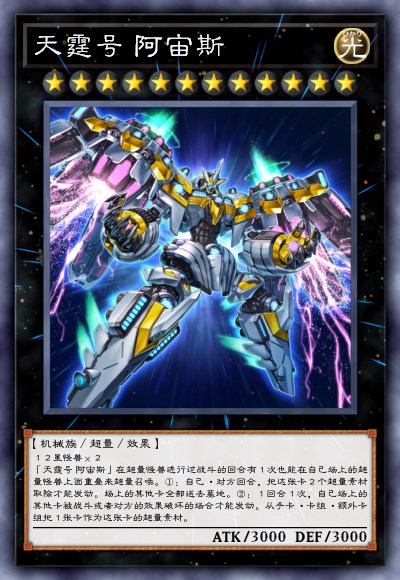 天霆号 阿宙斯
光
【机械族／超量／效果】
12星怪兽×2
「天霆号 阿宙斯」在超量怪兽进行过战斗的回合有1次也能在自己场上的超
量怪兽上面重叠来超量召唤。①：自己·对方回合，把这张卡2个超量素材
取除才能发动。场上的其他卡全部送去墓地。②：1回合1次，自己场上的其
他卡被战斗或者对方的效果破坏的场合才能发动。从手卡·卡组·额外卡
组把1张卡作为这张卡的超量素材。
ATK/3000 DEF/3000